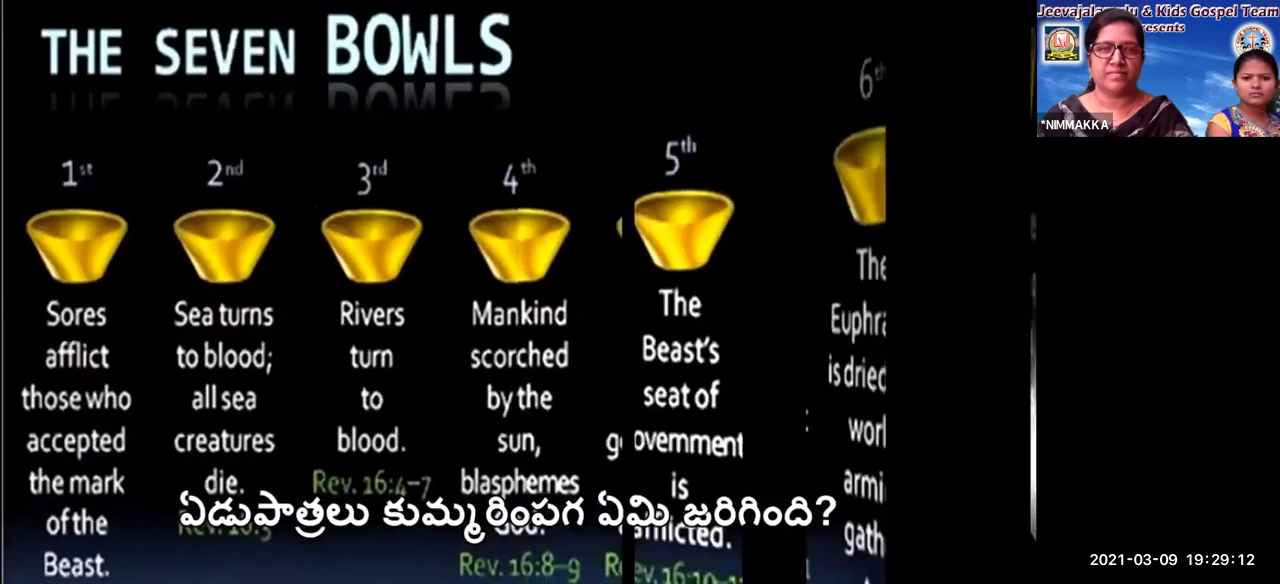 THE SEVEN BOWLS
1st
Sores
afflict
those who
accepted
the mark
of the
Beast.
2nd
Sea turns
to blood;
all sea
creatures
die.
3rd
Rivers
turn
to
blood.
Rev. 16:4-7
4th
Mankind
scorched
by the
sun,
blasphemes
God.
Rev. 16:8-9
5th
The
Beast's
seat of
government
is
6th
The
is dried
ఏడుపాత్రలు కుమ్మరింపగ ఏమి జరిగింది?
Jeevajalamulu & Kids Gospel Team
*NIMMAKKA
2021-03-09 19:29:12